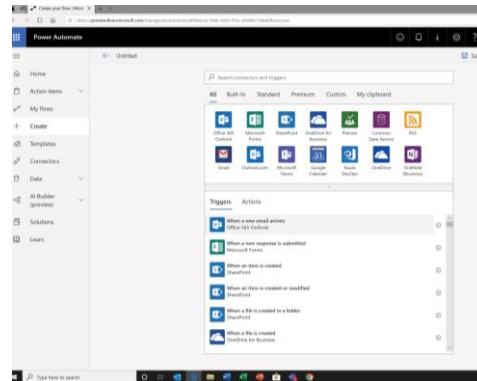 Create your flow | Micr
Power Automate
Untitled
Home
Action items
My flows
Create
Templates
Connectors
Data
AI Builder
(preview)
Solutions
Learn
Search connectors and triggers
All Built-in Standard Premium Custom My clipboard
Office 365
Outlook
Microsoft
Forms
SharePoint
OneDrive for
Business
Planner
Common
Data Service
RSS
Email
Outlook.com
Microsoft
Teams
Google
Calendar
Azure
DevOps
OneDrive
OneNote
(Business)
Triggers Actions
When a new email arrives
Office 365 Outlook
When a new response is submitted
Microsoft Forms
When an item is created
SharePoint
When an item is created or modified
SharePoint
When a file is created in a folder
SharePoint
When a file is created
OneDrive for Business
Type here to search